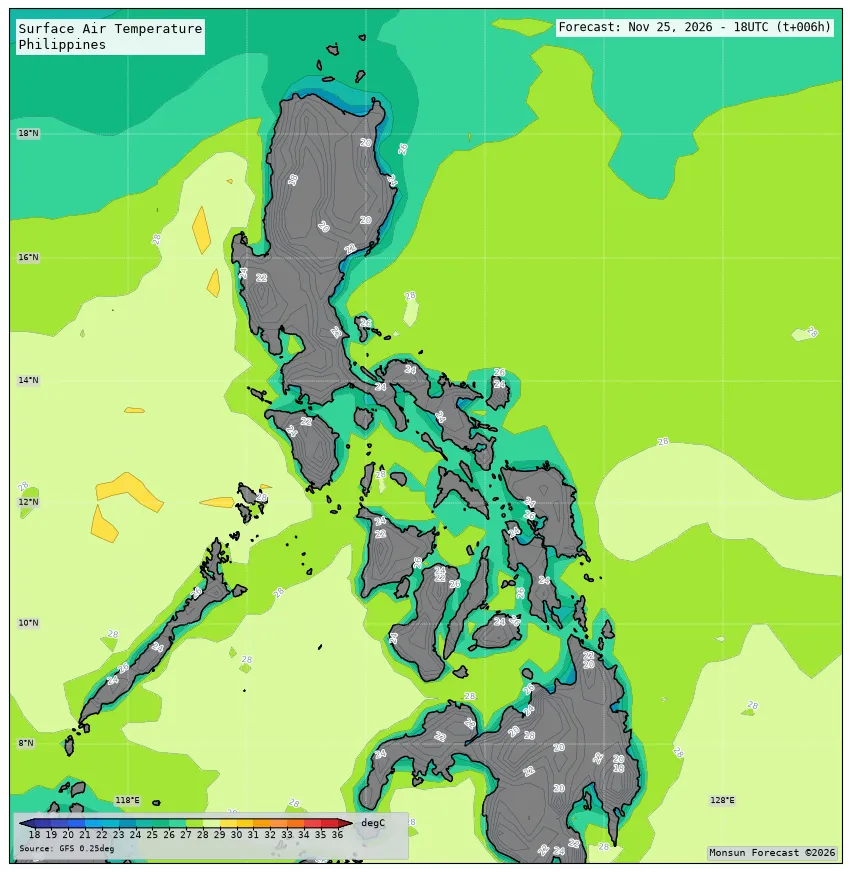 Surface Air Temperature
Philippines
Forecast: Nov 25, 2026 - 18UTC (t+006h)
18°N
16°N
14°N
12°N
10°N
8°N
118°E
128°E
18 19 20 21 22 23 24 25 26 27 28 29 30 31 32 33 34 35 36 degC
Source: GFS 0.25deg
Monsun Forecast ©2026